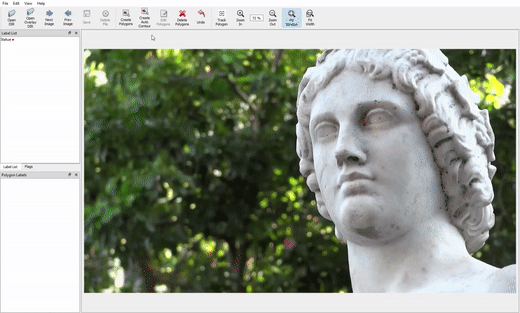 File Edit View Help
Open Dir
Open Overlay Dir
Next Image
Prev Image
Save
Delete File
Create Polygons
Create Auto Contour
Edit Polygons
Delete Polygons
Undo
Track Polygon
Zoom In
72 %
Zoom Out
Fit Window
Fit Width
Label List
Statue
Label List Flags
Polygon Labels